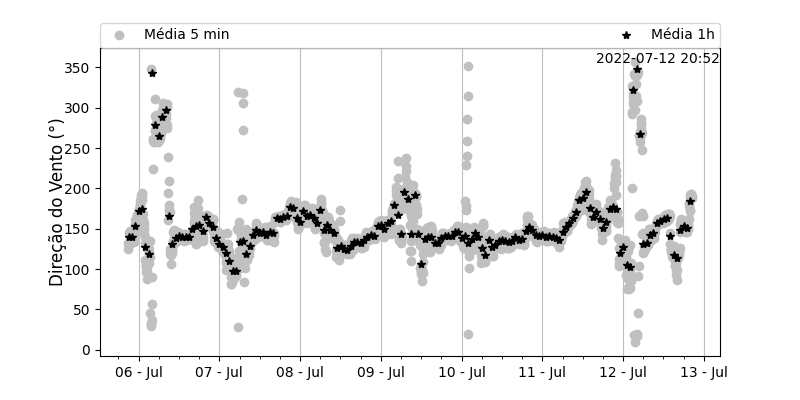 Média 5 min
Média 1h
2022-07-12 20:52
Direção do Vento (°)
350
300
250
200
150
100
50
0
06 - Jul
07 - Jul
08 - Jul
09 - Jul
10 - Jul
11 - Jul
12 - Jul
13 - Jul